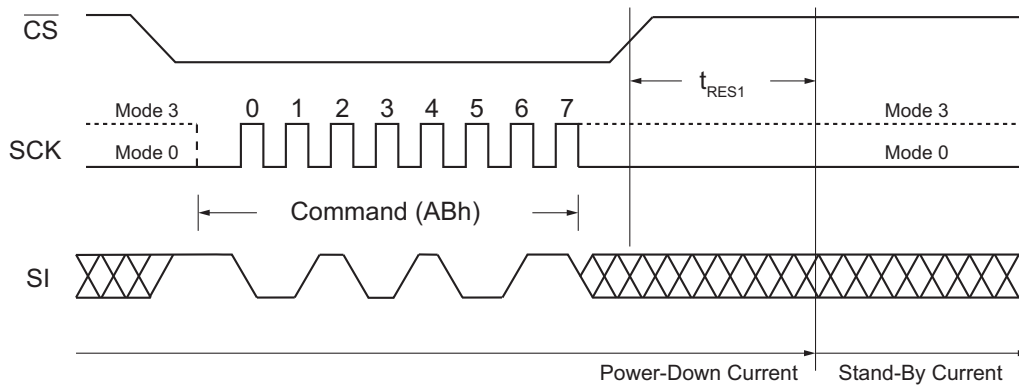 CS
t_RES1
Mode 3 0 1 2 3 4 5 6 7 Mode 3
SCK
Mode 0 Mode 0
Command (ABh)
SI
Power-Down Current Stand-By Current